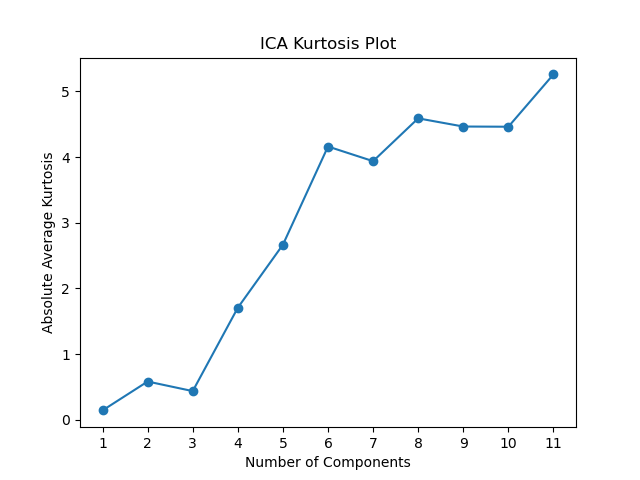 ICA Kurtosis Plot
5
4
3
2
1
0
Absolute Average Kurtosis
1 2 3 4 5 6 7 8 9 10 11
Number of Components